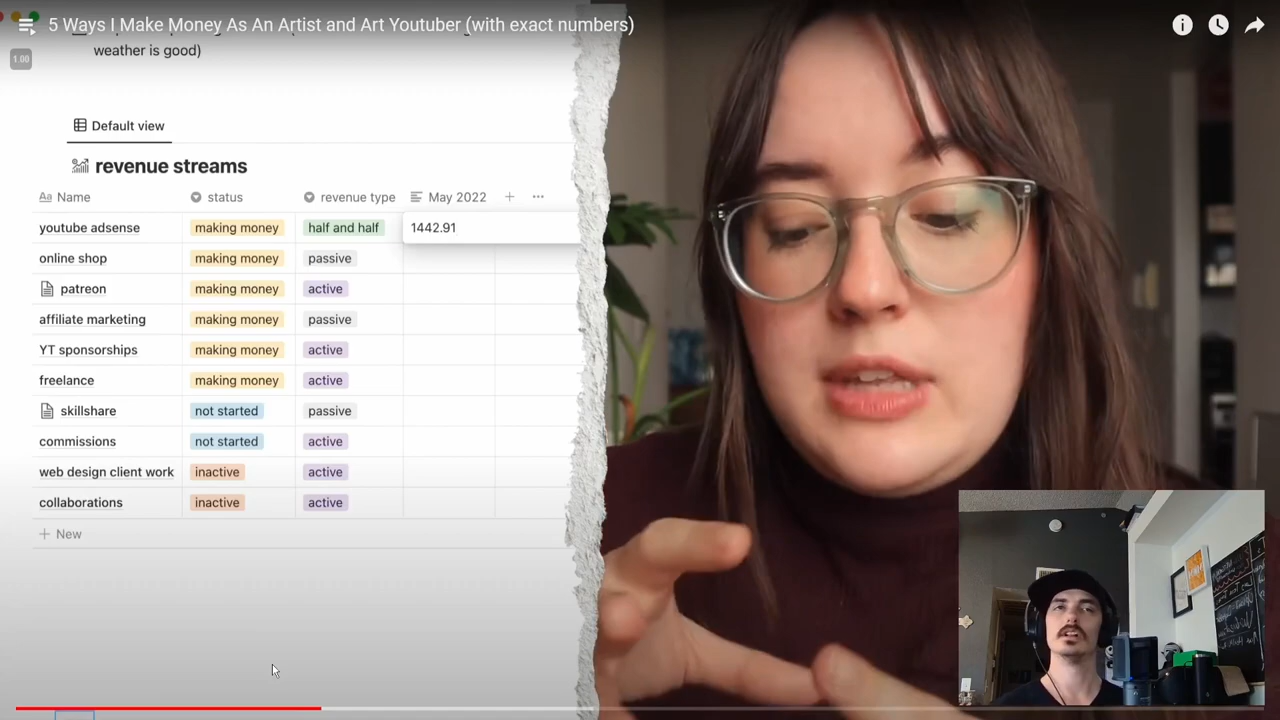 5 Ways I Make Money As An Artist and Art Youtuber (with exact numbers)
weather is good)
1.00
Default view
revenue streams
Aa Name status revenue type May 2022
youtube adsense making money half and half 1442.91
online shop making money passive
patreon making money active
affiliate marketing making money passive
YT sponsorships making money active
freelance making money active
skillshare not started passive
commissions not started active
web design client work inactive active
collaborations inactive active
New